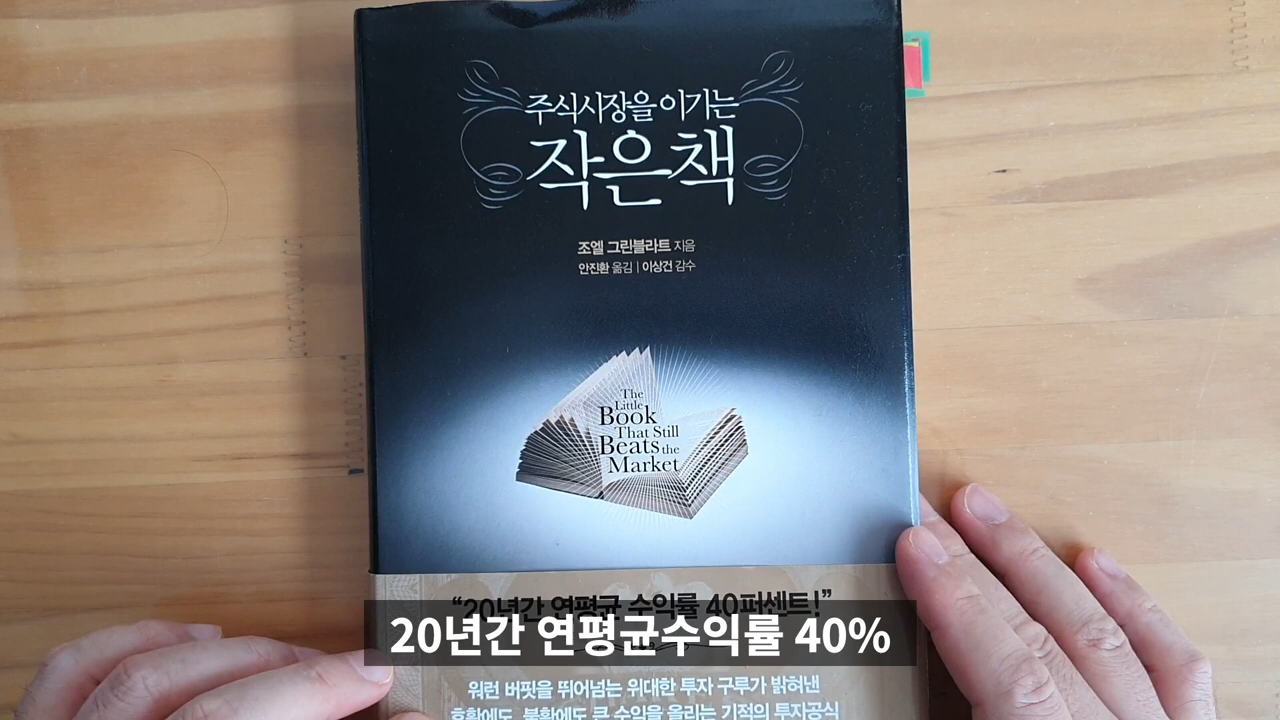 주식시장을 이기는
작은책
조엘 그린블라트 지음
안진환 옮김 | 이상건 감수
The
Little
Book
That Still
Beats the
Market
“20년간 연평균 수익률 40퍼센트!”
20년간 연평균수익률 40%
워런 버핏을 뛰어넘는 위대한 투자 구루가 밝혀낸
호황에도, 불황에도 큰 수익을 올리는 기적의 투자공식